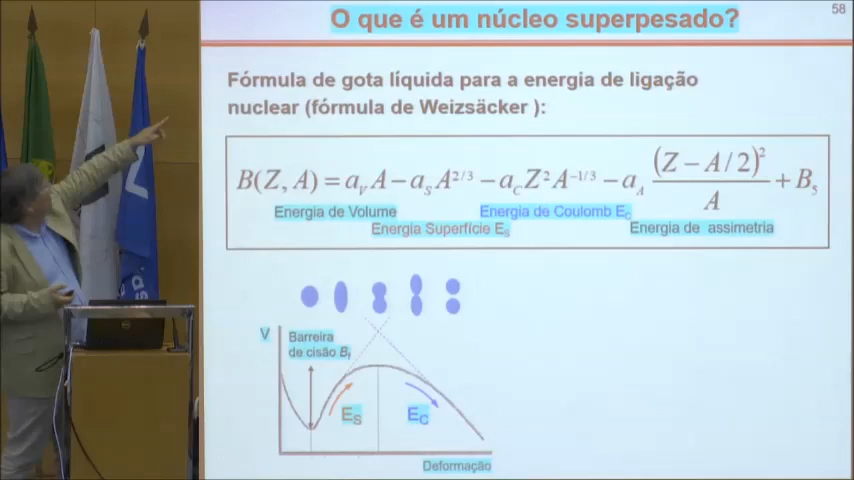 58
O que é um núcleo superpesado?
Fórmula de gota líquida para a energia de ligação
nuclear (fórmula de Weizsäcker ):
B(Z, A) = a_V A − a_S A^{2/3} − a_C Z^2 A^{−1/3} − a_A (Z − A/2)^2 / A + B_5
Energia de Volume
Energia de Coulomb E_C
Energia Superfície E_S
Energia de assimetria
V
Barreira
de cisão B_f
E_S
E_C
Deformação